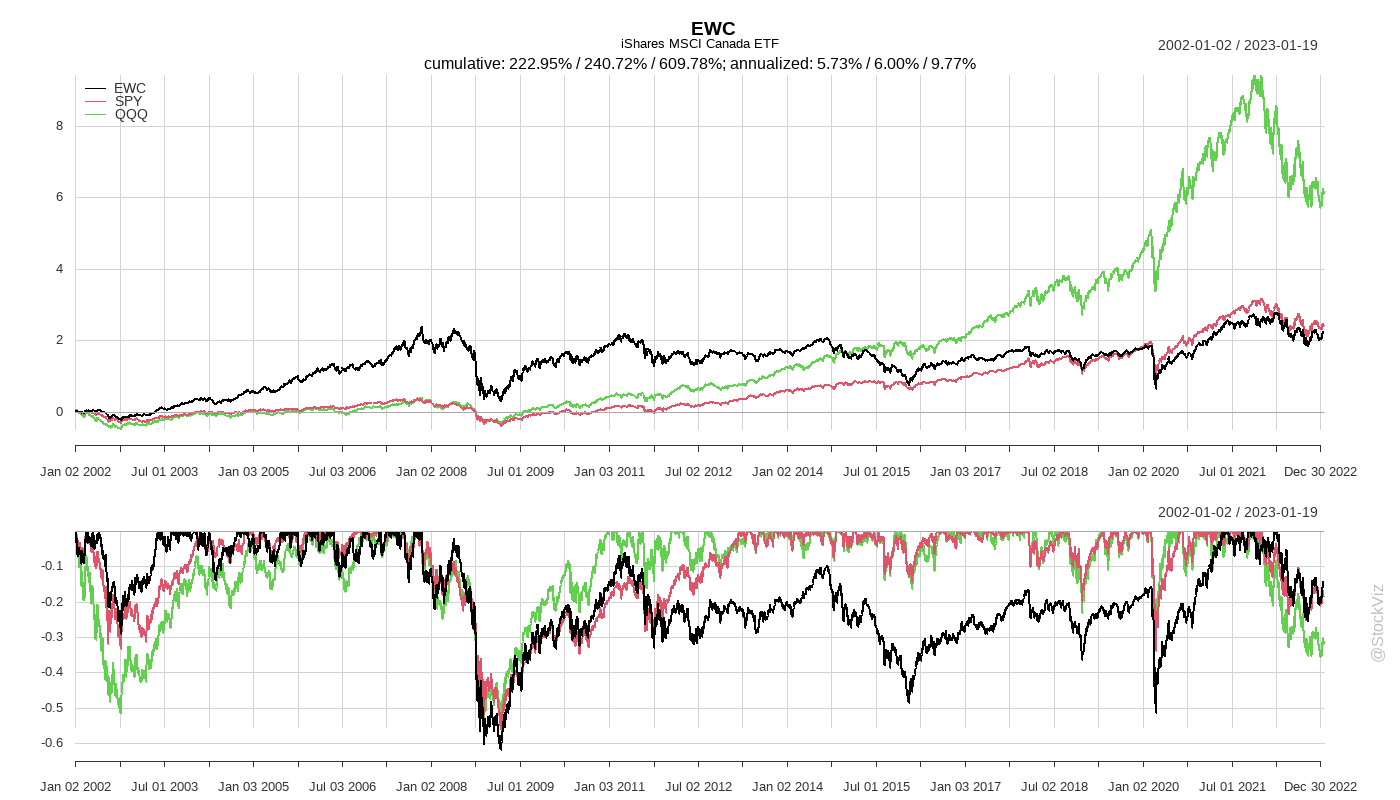 EWC
iShares MSCI Canada ETF
2002-01-02 / 2023-01-19
cumulative: 222.95% / 240.72% / 609.78%; annualized: 5.73% / 6.00% / 9.77%
EWC
SPY
QQQ
8
6
4
2
0
Jan 02 2002 Jul 01 2003 Jan 03 2005 Jul 03 2006 Jan 02 2008 Jul 01 2009 Jan 03 2011 Jul 02 2012 Jan 02 2014 Jul 01 2015 Jan 03 2017 Jul 02 2018 Jan 02 2020 Jul 01 2021 Dec 30 2022
2002-01-02 / 2023-01-19
-0.1
-0.2
-0.3
-0.4
-0.5
-0.6
Jan 02 2002 Jul 01 2003 Jan 03 2005 Jul 03 2006 Jan 02 2008 Jul 01 2009 Jan 03 2011 Jul 02 2012 Jan 02 2014 Jul 01 2015 Jan 03 2017 Jul 02 2018 Jan 02 2020 Jul 01 2021 Dec 30 2022
@StockViz